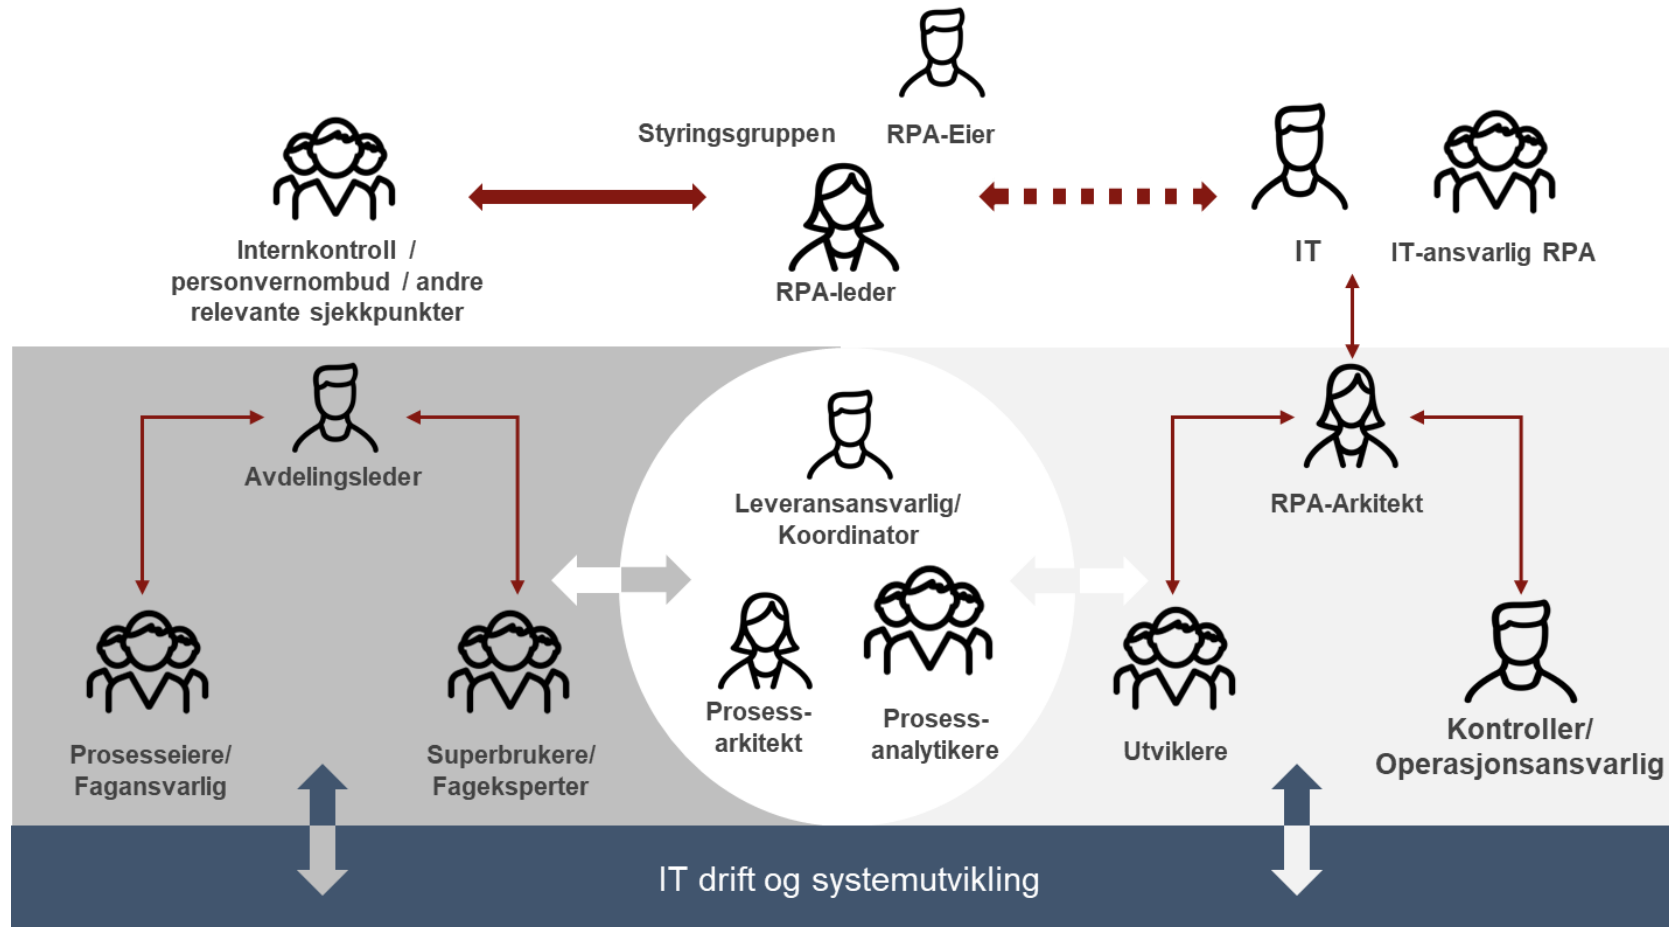 Styringsgruppen
RPA-Eier
Internkontroll /
personvernombud / andre
relevante sjekkpunkter
RPA-leder
IT
IT-ansvarlig RPA
Avdelingsleder
Leveransansvarlig/
Koordinator
RPA-Arkitekt
Prosesseiere/
Fagansvarlig
Superbrukere/
Fageksperter
Prosess-
arkitekt
Prosess-
analytikere
Utviklere
Kontroller/
Operasjonsansvarlig
IT drift og systemutvikling